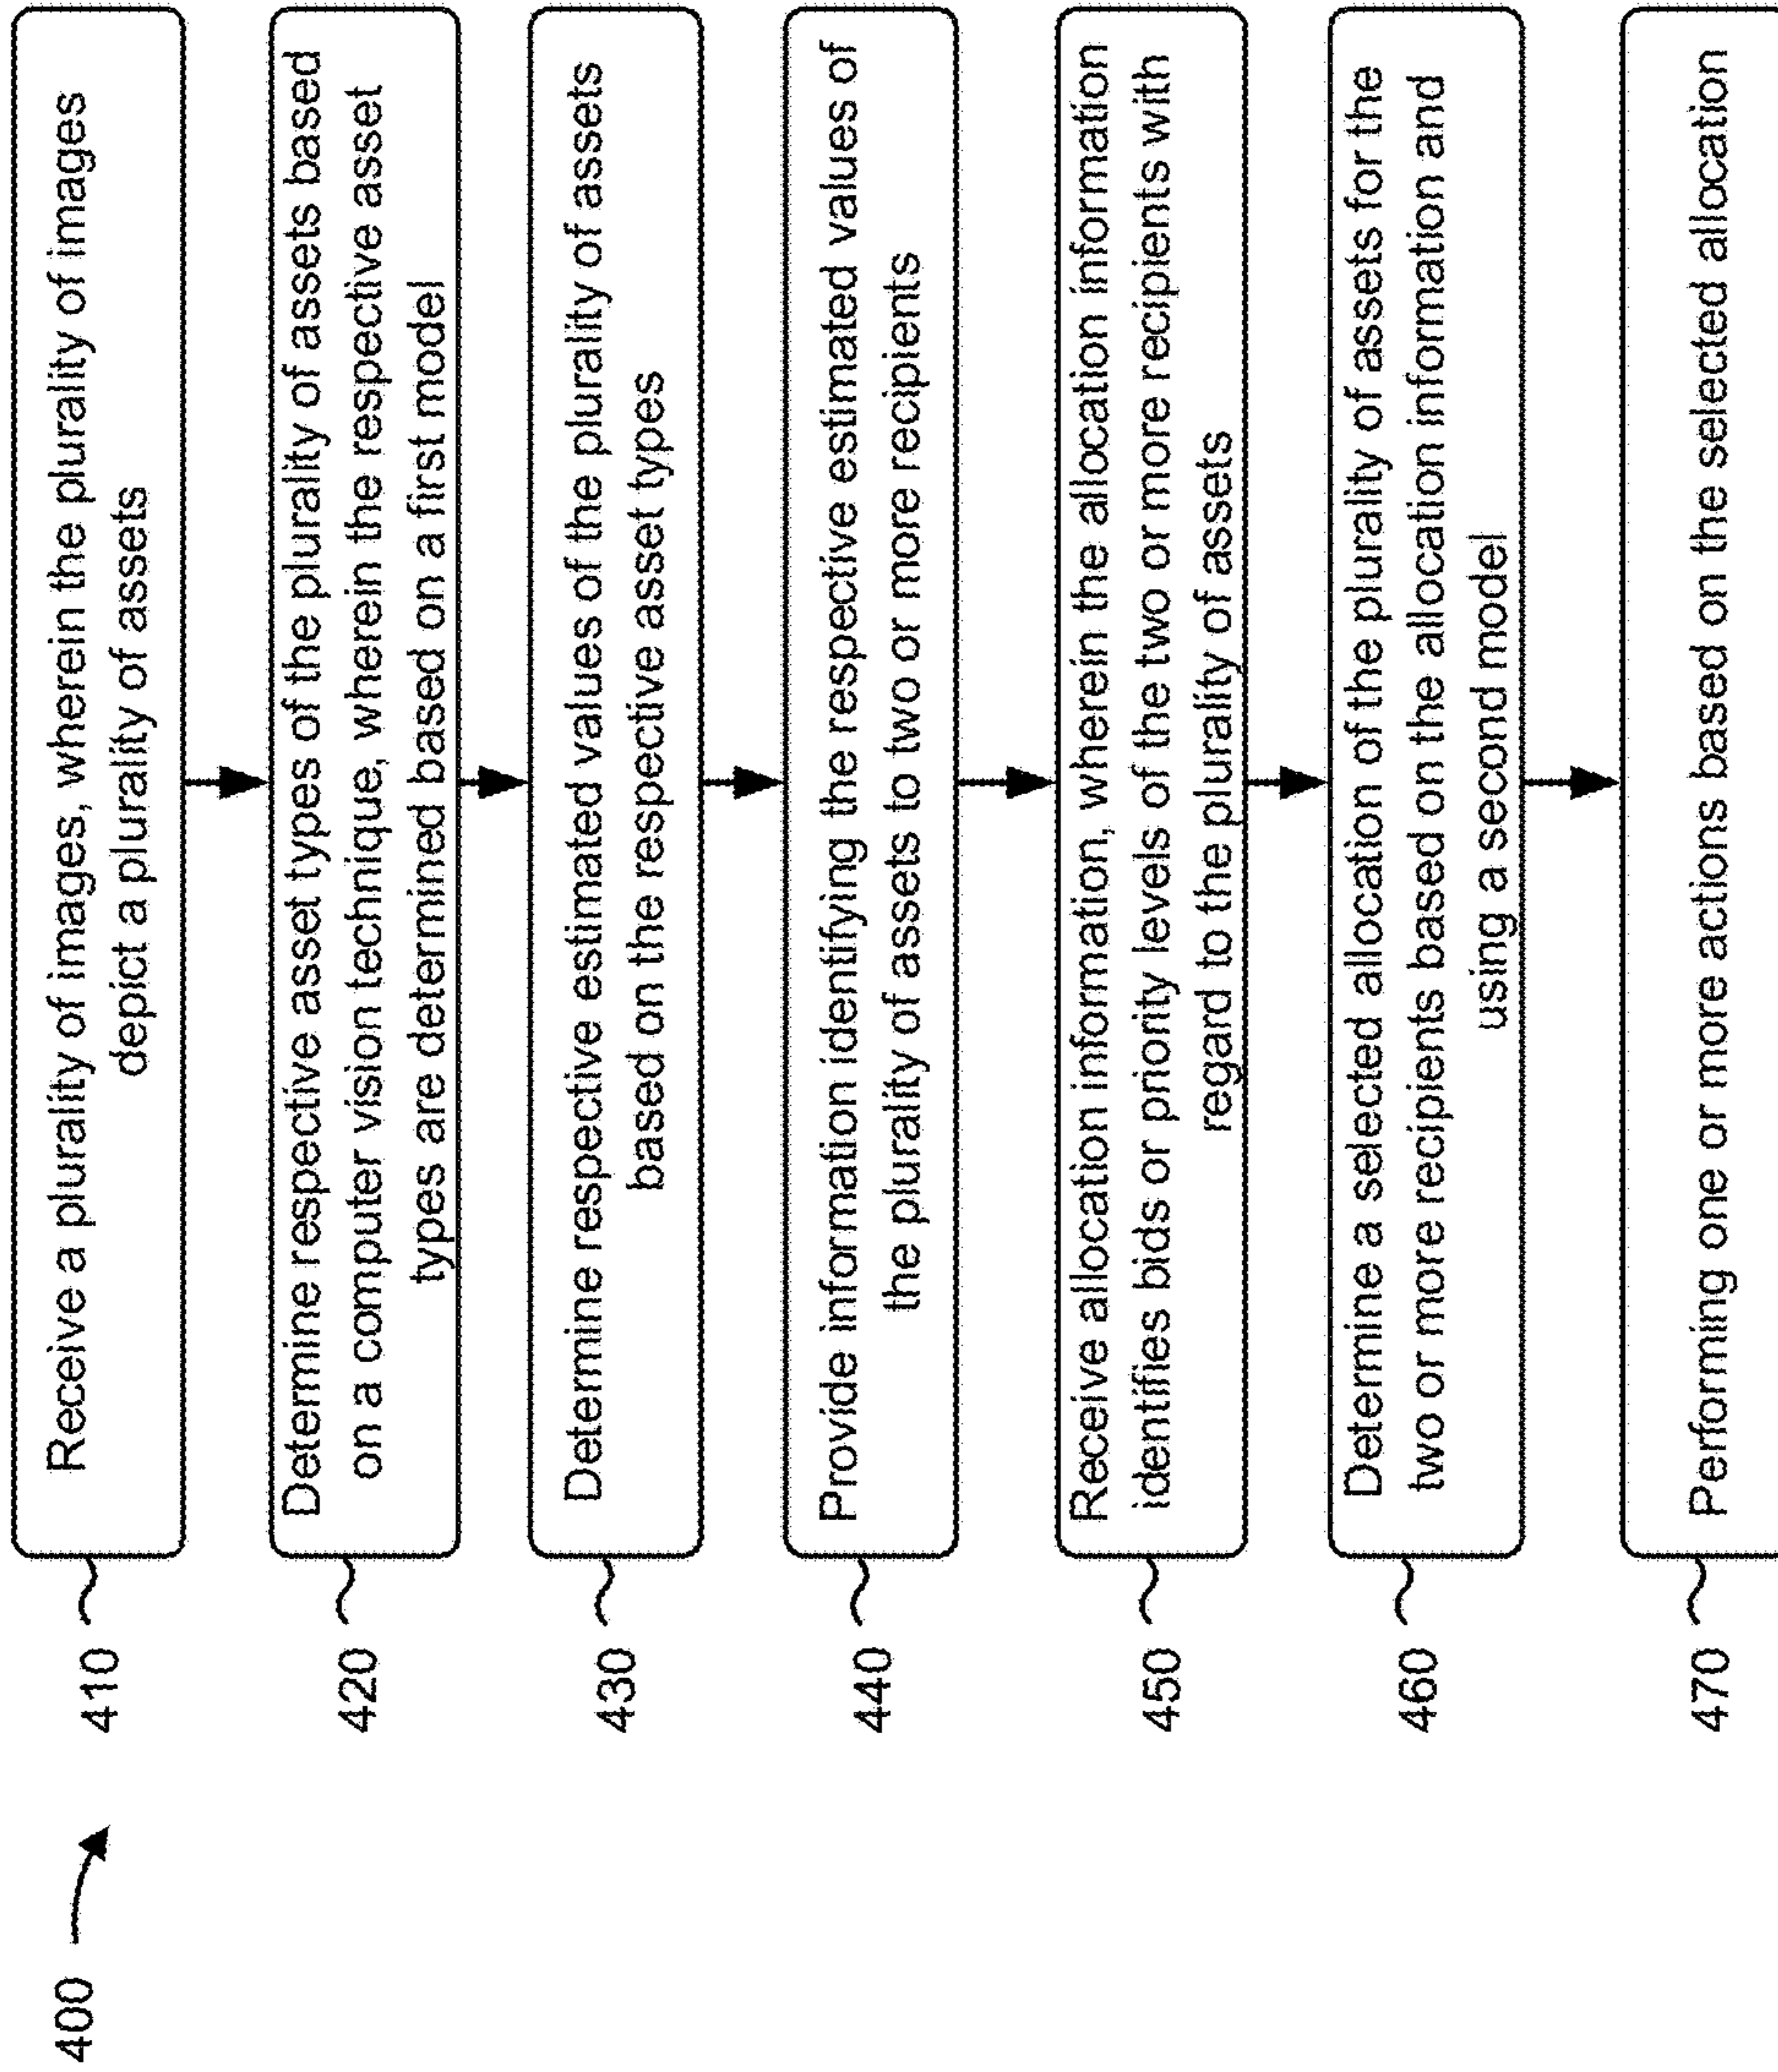 400
410
Receive a plurality of images, wherein the plurality of images
depict a plurality of assets
420
Determine respective asset types of the plurality of assets based
on a computer vision technique, wherein the respective asset
types are determined based on a first model
430
Determine respective estimated values of the plurality of assets
based on the respective asset types
440
Provide information identifying the respective estimated values of
the plurality of assets to two or more recipients
450
Receive allocation information, wherein the allocation information
identifies bids or priority levels of the two or more recipients with
regard to the plurality of assets
460
Determine a selected allocation of the plurality of assets for the
two or more recipients based on the allocation information and
using a second model
470
Performing one or more actions based on the selected allocation